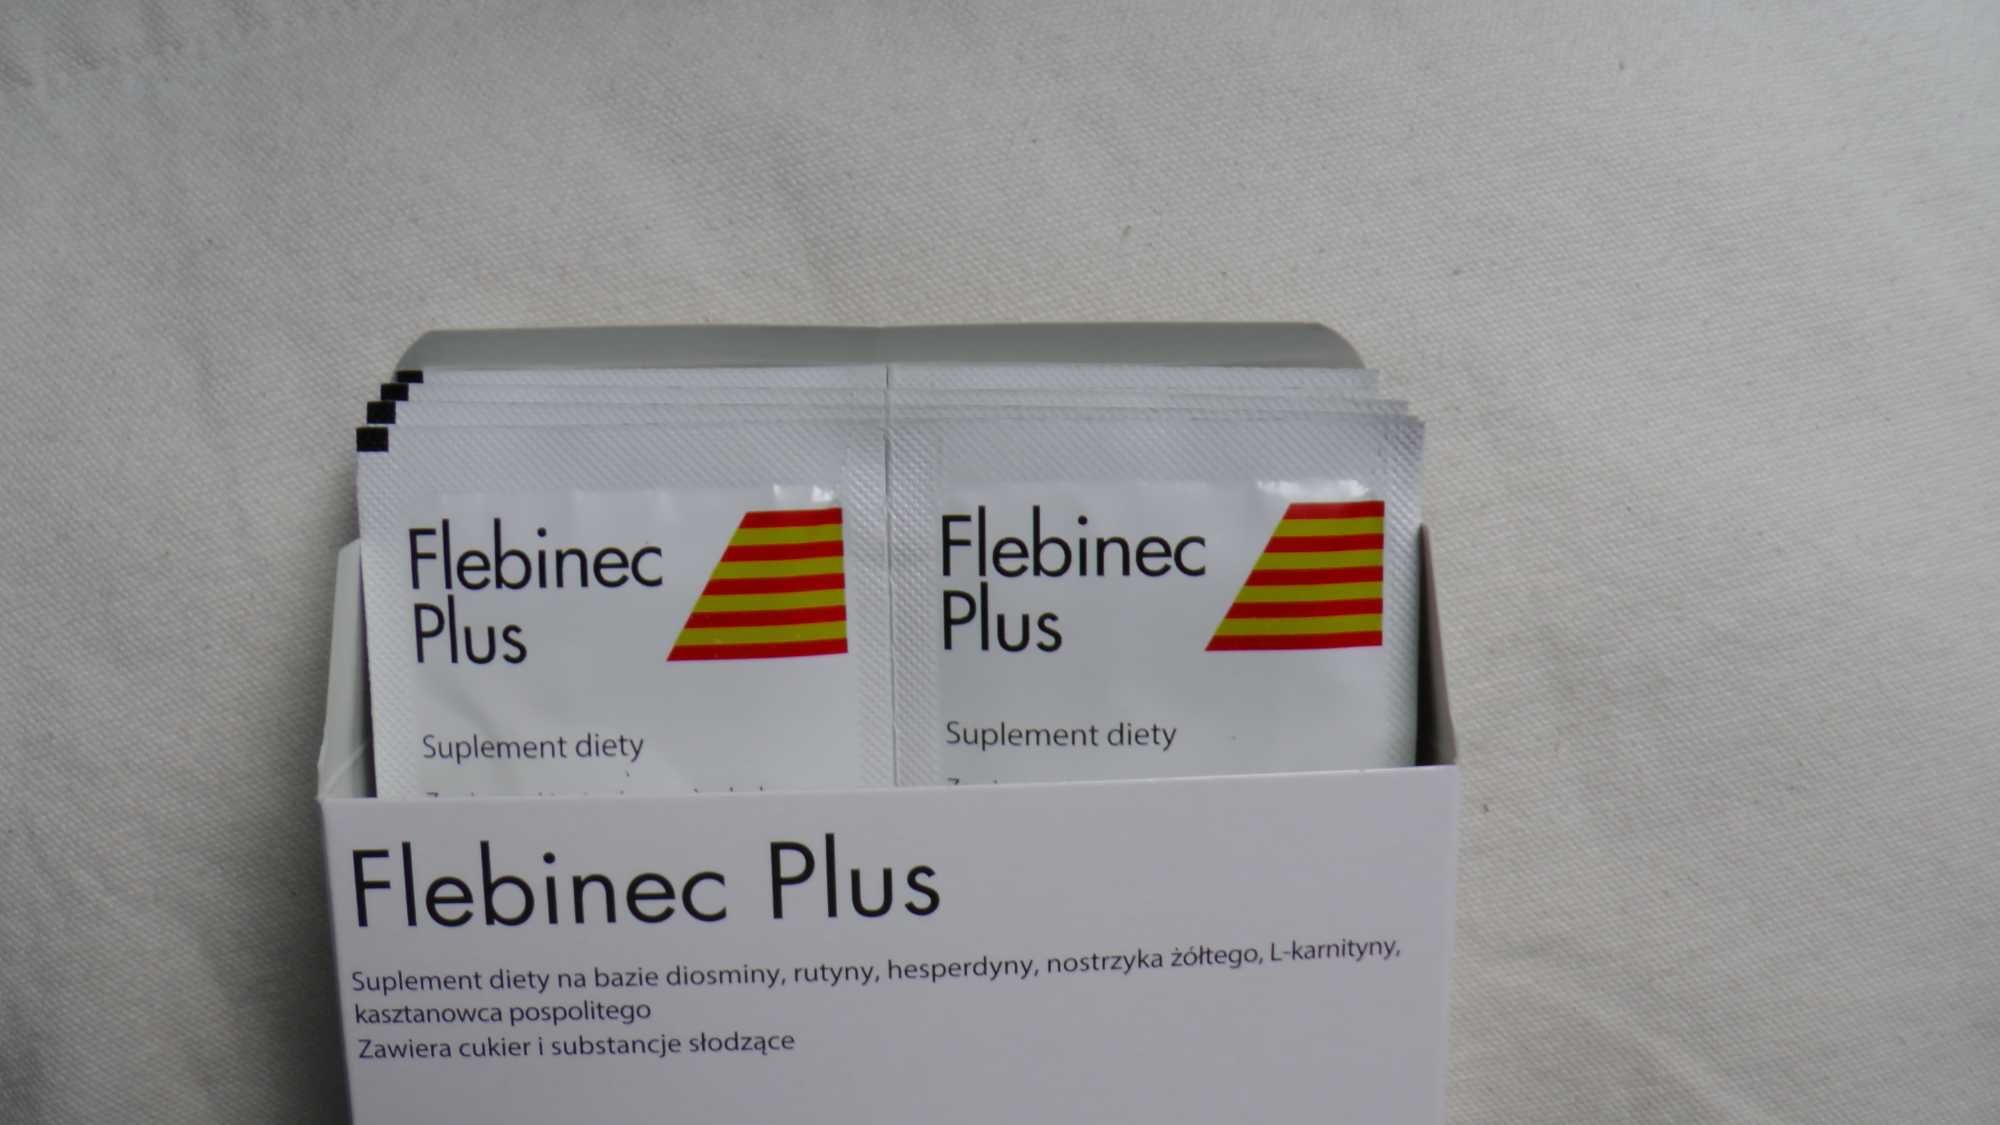 Flebinec
Plus
Suplement diety
Flebinec
Plus
Suplement diety
Flebinec Plus
Suplement diety na bazie diosminy, rutyny, hesperdyny, nostrzyka żółtego, L-karnityny,
kasztanowca pospolitego
Zawiera cukier i substancje słodzące